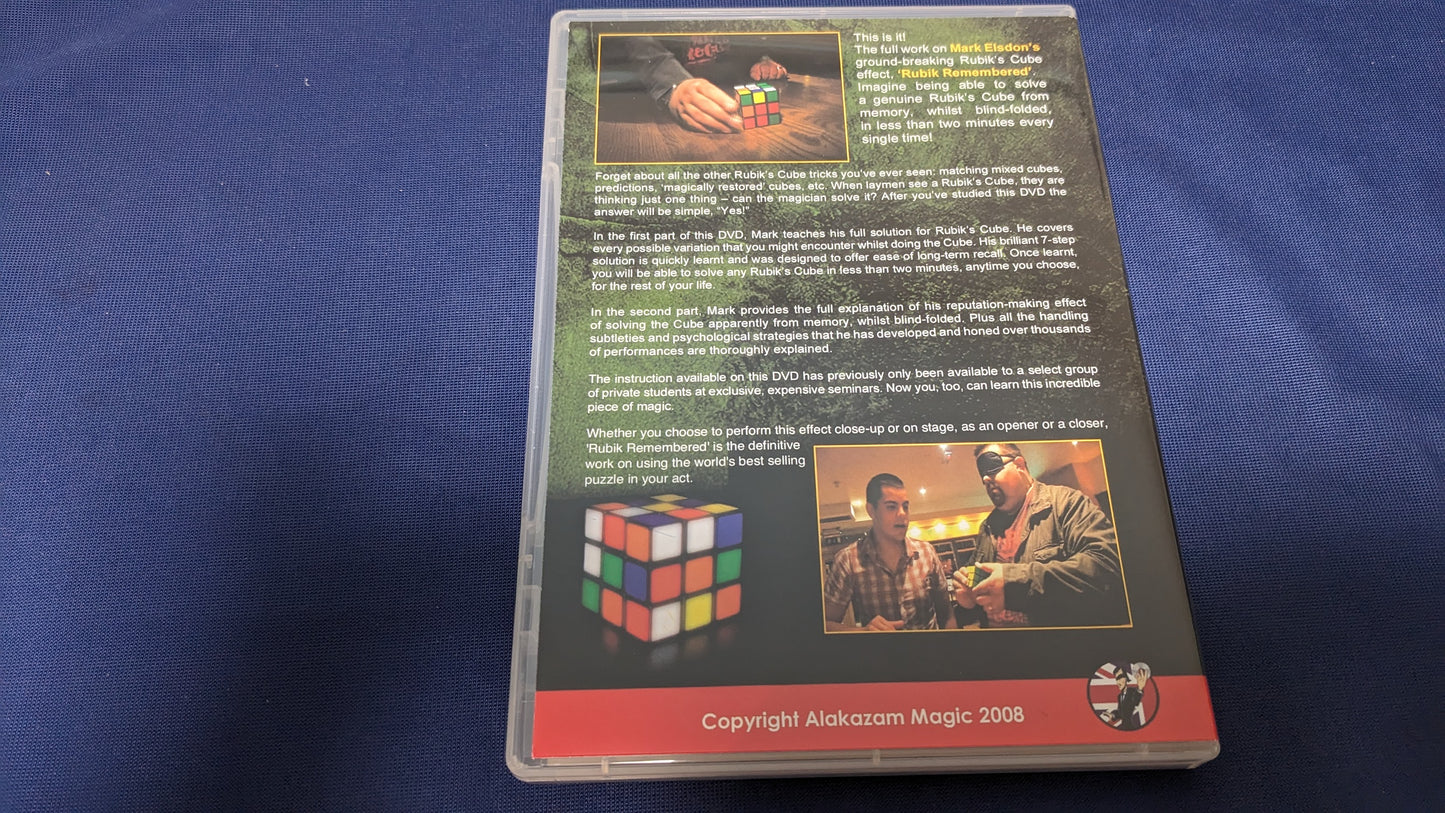 This is it!
The full work on Mark Elsdon's
ground-breaking Rubik's Cube
effect, 'Rubik Remembered'.
Imagine being able to solve
a genuine Rubik's Cube from
memory, whilst blind-folded,
in less than two minutes every
single time!
Forget about all the other Rubik's Cube tricks you've ever seen: matching mixed cubes,
predictions, 'magically restored' cubes, etc. When laymen see a Rubik's Cube, they are
thinking just one thing – can the magician solve it? After you've studied this DVD the
answer will be simple, "Yes!"
In the first part of this DVD, Mark teaches his full solution for Rubik's Cube. He covers
every possible variation that you might encounter whilst doing the Cube. His brilliant 7-step
solution is quickly learnt and was designed to offer ease of long-term recall. Once learnt,
you will be able to solve any Rubik's Cube in less than two minutes, anytime you choose,
for the rest of your life.
In the second part, Mark provides the full explanation of his reputation-making effect
of solving the Cube apparently from memory, whilst blind-folded. Plus all the handling
subtleties and psychological strategies that he has developed and honed over thousands
of performances are thoroughly explained.
The instruction available on this DVD has previously only been available to a select group
of private students at exclusive, expensive seminars. Now you, too, can learn this incredible
piece of magic.
Whether you choose to perform this effect close-up or on stage, as an opener or a closer,
'Rubik Remembered' is the definitive
work on using the world's best selling
puzzle in your act.
Copyright Alakazam Magic 2008